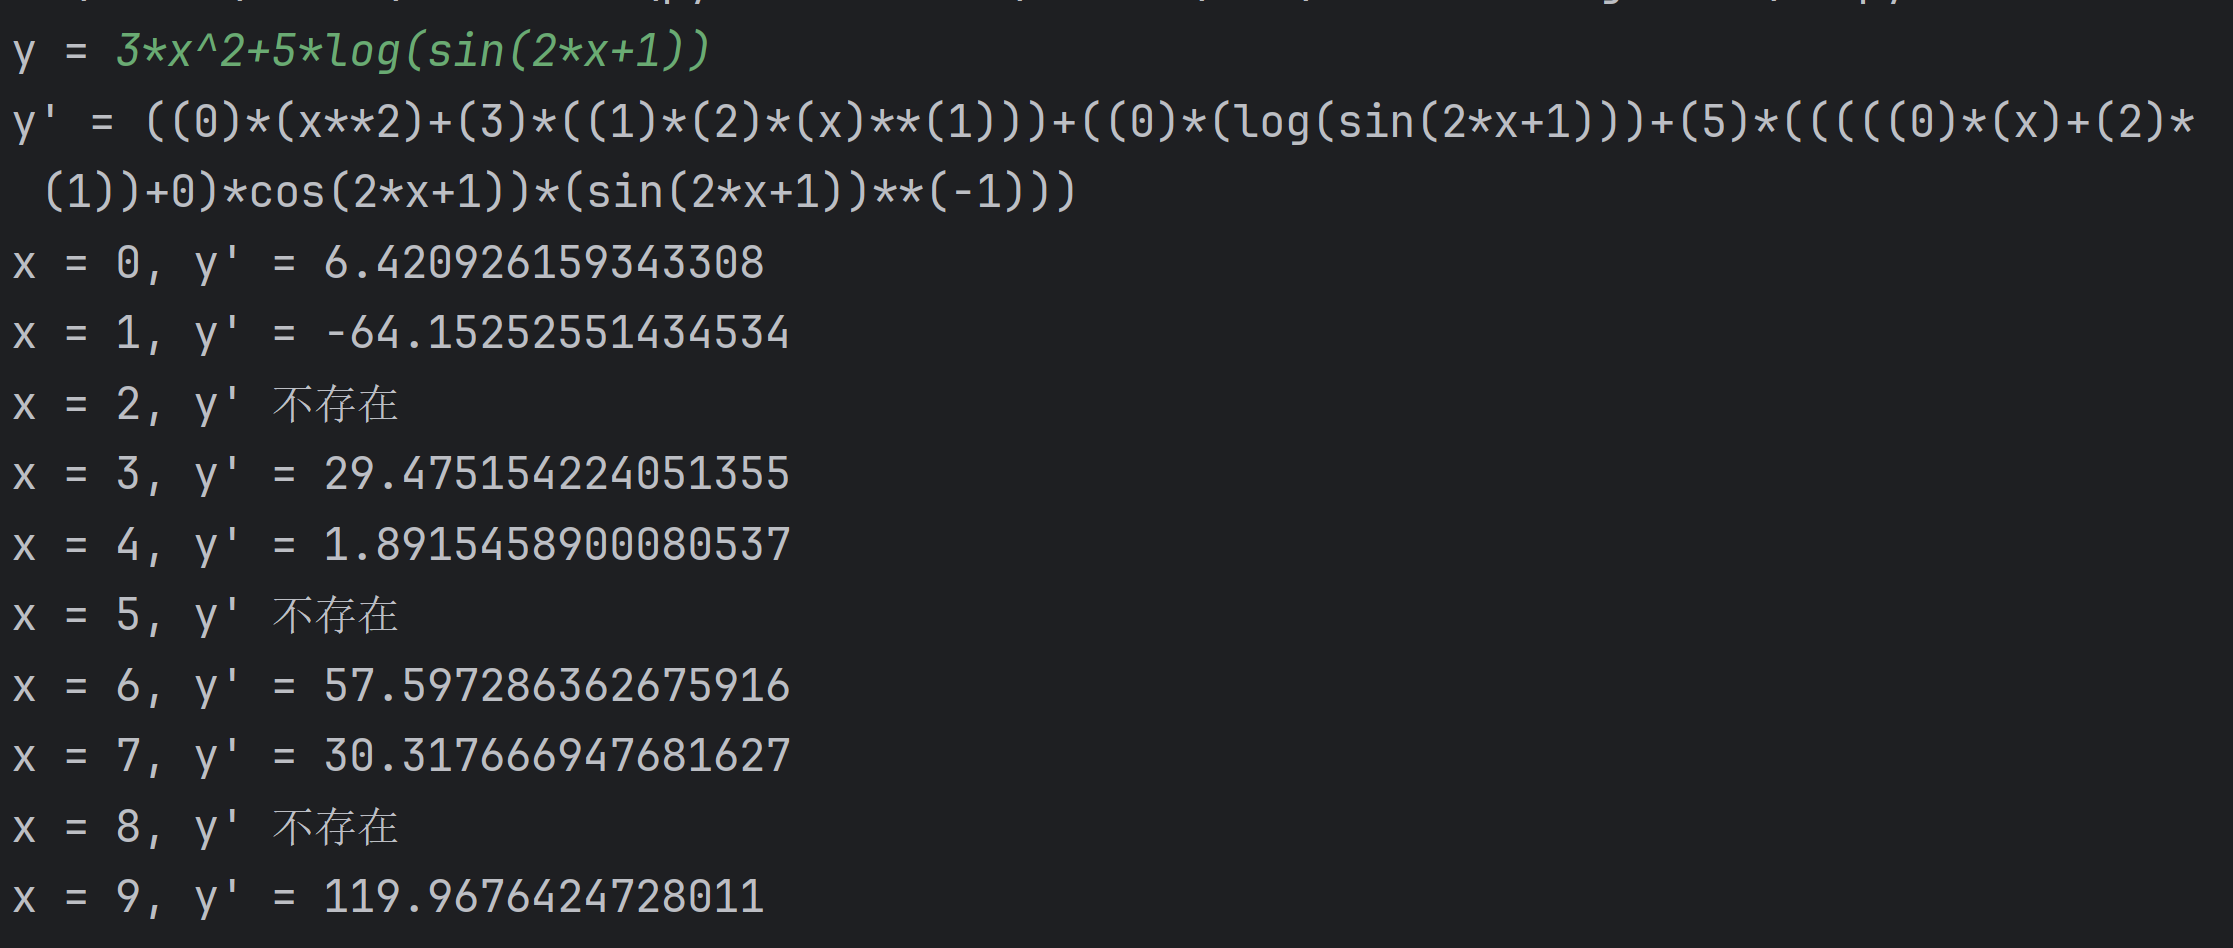 y = 3*x^2+5*log(sin(2*x+1))
y' = ((0)*(x**2)+(3)*((1)*(2)*(x)**(1)))+((0)*(log(sin(2*x+1)))+(5)*(((((0)*(x)+(2)*
(1))+0)*cos(2*x+1))*(sin(2*x+1))**(-1)))
x = 0, y' = 6.420926159343308
x = 1, y' = -64.15252551434534
x = 2, y' 不存在
x = 3, y' = 29.475154224051355
x = 4, y' = 1.8915458900080537
x = 5, y' 不存在
x = 6, y' = 57.597286362675916
x = 7, y' = 30.317666947681627
x = 8, y' 不存在
x = 9, y' = 119.9676424728011